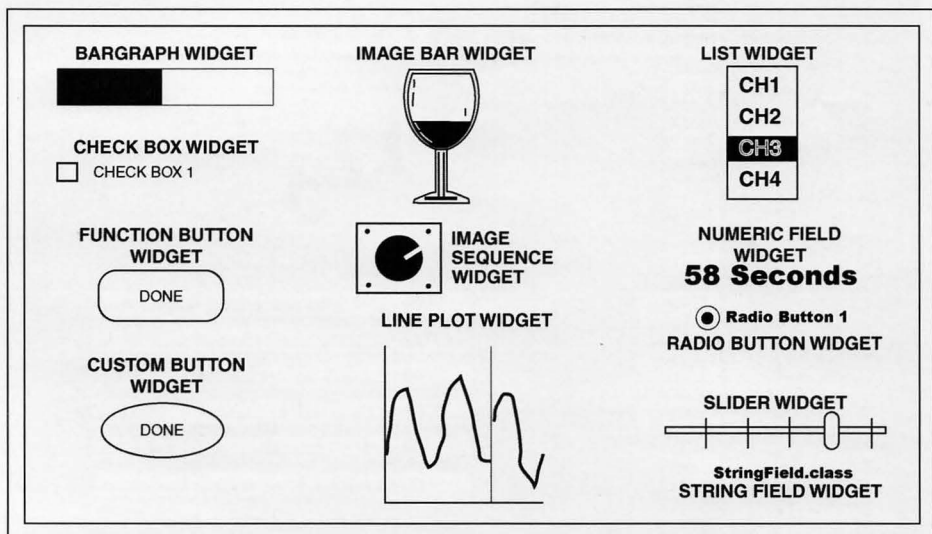 BARGRAPH WIDGET
CHECK BOX WIDGET
CHECK BOX 1
FUNCTION BUTTON
WIDGET
DONE
CUSTOM BUTTON
WIDGET
DONE
IMAGE BAR WIDGET
IMAGE
SEQUENCE
WIDGET
LINE PLOT WIDGET
LIST WIDGET
CH1
CH2
CH3
CH4
NUMERIC FIELD
WIDGET
58 Seconds
Radio Button 1
RADIO BUTTON WIDGET
SLIDER WIDGET
StringField.class
STRING FIELD WIDGET